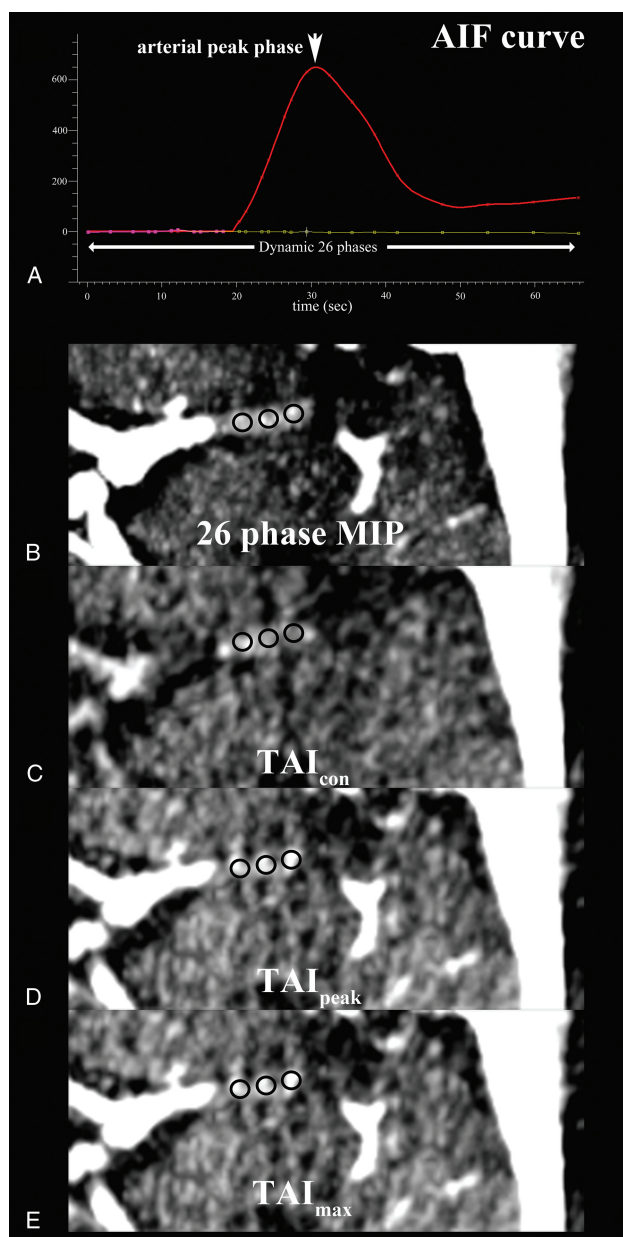 AIF curve
arterial peak phase
600
400
200
0
Dynamic 26 phases
A
0 10 20 30 40 50 60
time (sec)
26 phase MIP
B
TAIcon
C
TAIpeak
D
TAImax
E